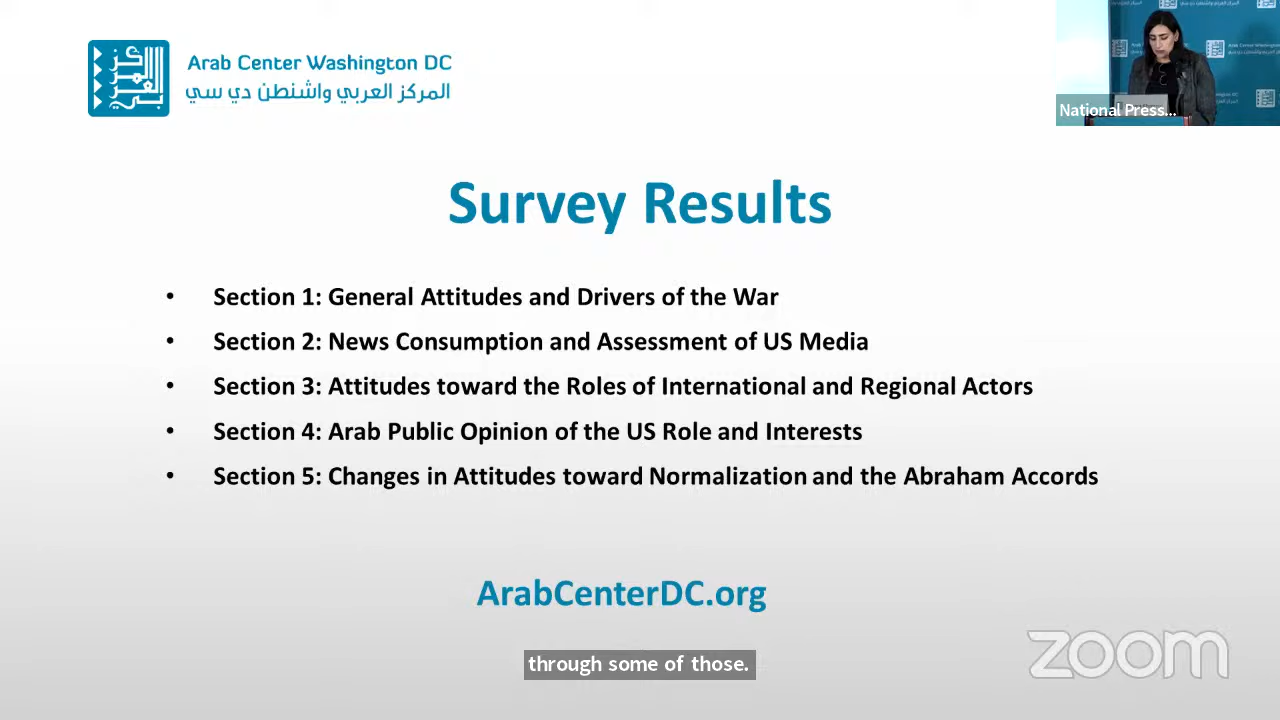 Arab Center Washington DC
المركز العربي واشنطن دي سي
National Press...
Survey Results
• Section 1: General Attitudes and Drivers of the War
• Section 2: News Consumption and Assessment of US Media
• Section 3: Attitudes toward the Roles of International and Regional Actors
• Section 4: Arab Public Opinion of the US Role and Interests
• Section 5: Changes in Attitudes toward Normalization and the Abraham Accords
ArabCenterDC.org
through some of those.
zoom